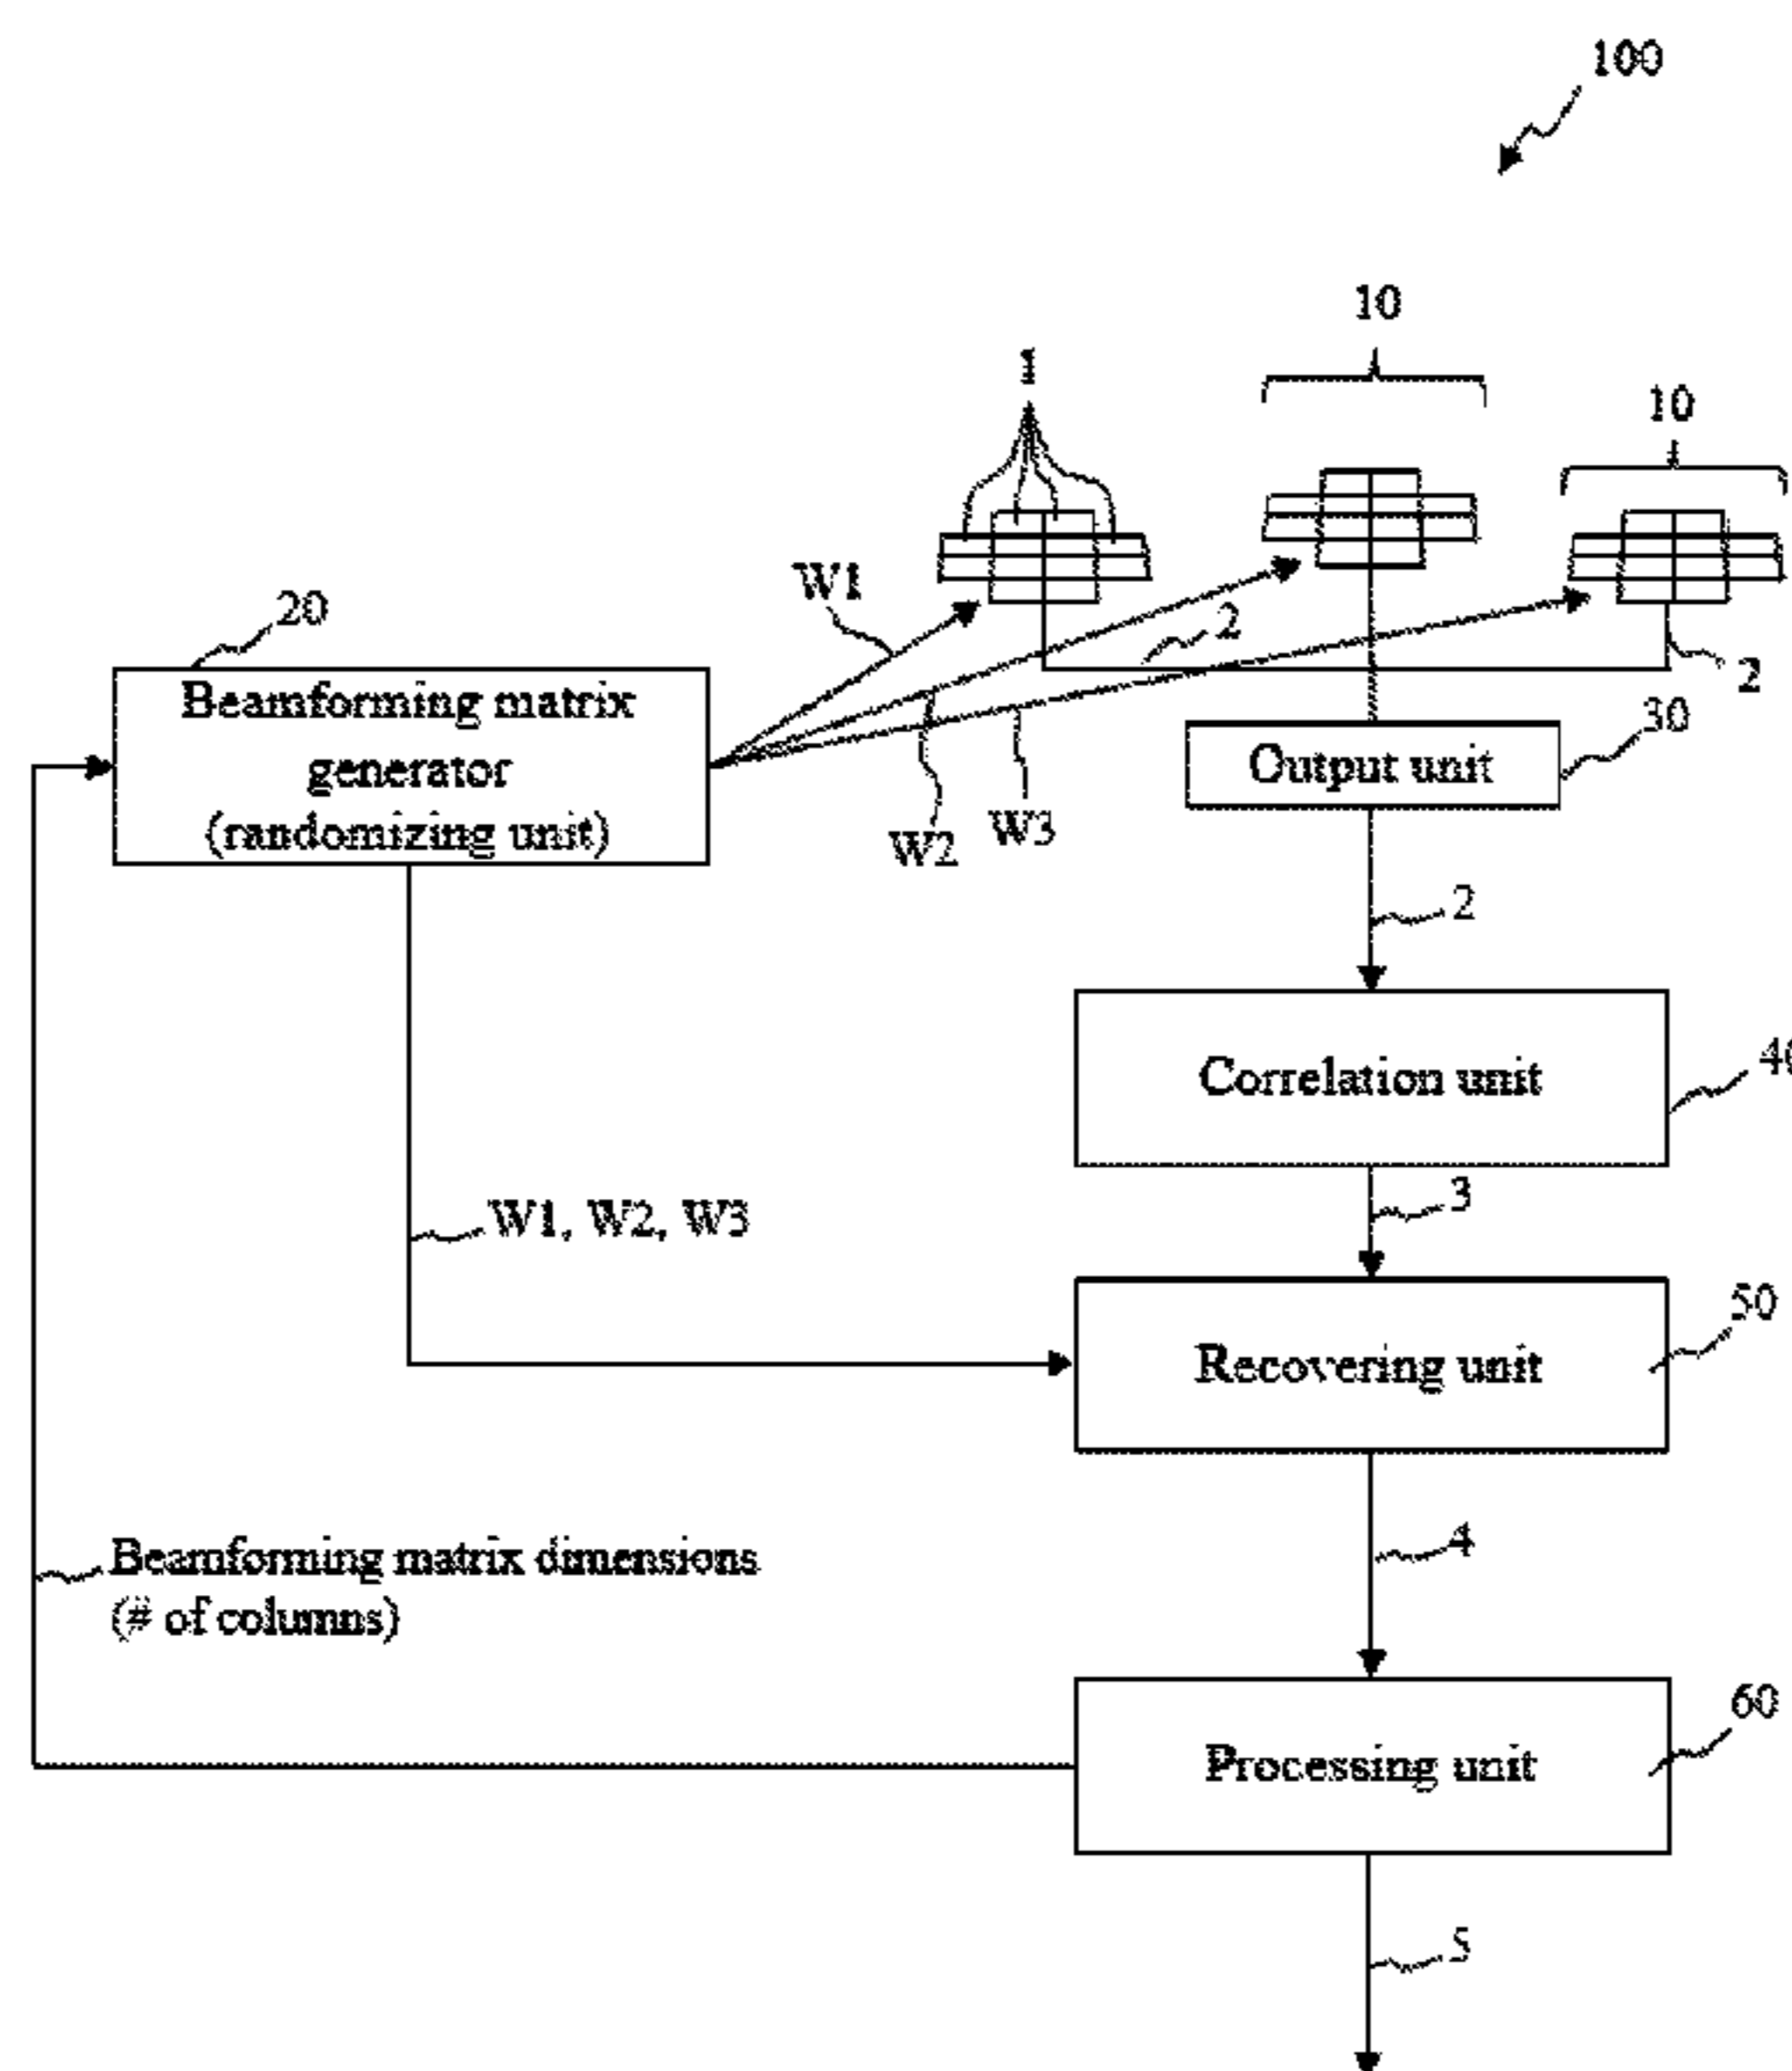 100
10
1
10
W1
20
2
2
Beamforming matrix
generator
(randomizing unit)
30
Output unit
W2
W3
2
Correlation unit
3
W1, W2, W3
50
Recovering unit
4
Beamforming matrix dimensions
(# of columns)
60
Processing unit
5